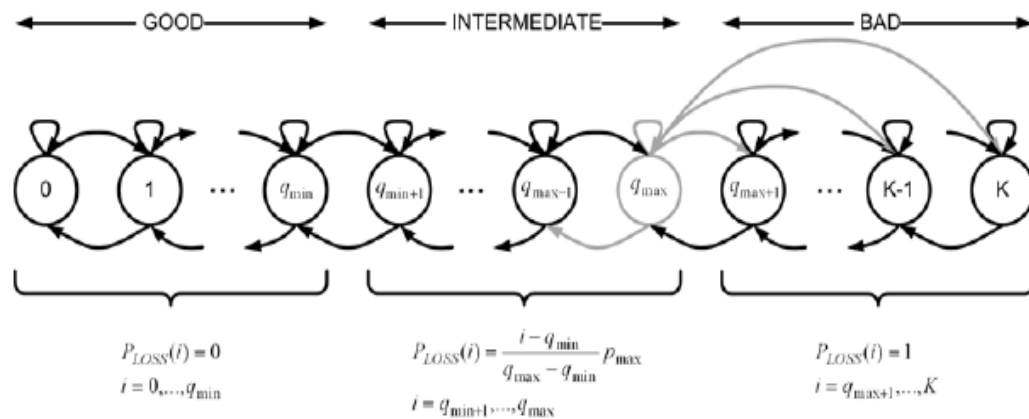 GOOD INTERMEDIATE BAD
0 1 ... q_min q_min+1 ... q_max−1 q_max q_max+1 ... K-1 K
P_LOSS(i) = 0 P_LOSS(i) = (i − q_min)/(q_max − q_min) p_max P_LOSS(i) = 1
i = 0,...,q_min i = q_min+1,...,q_max i = q_max+1,...,K